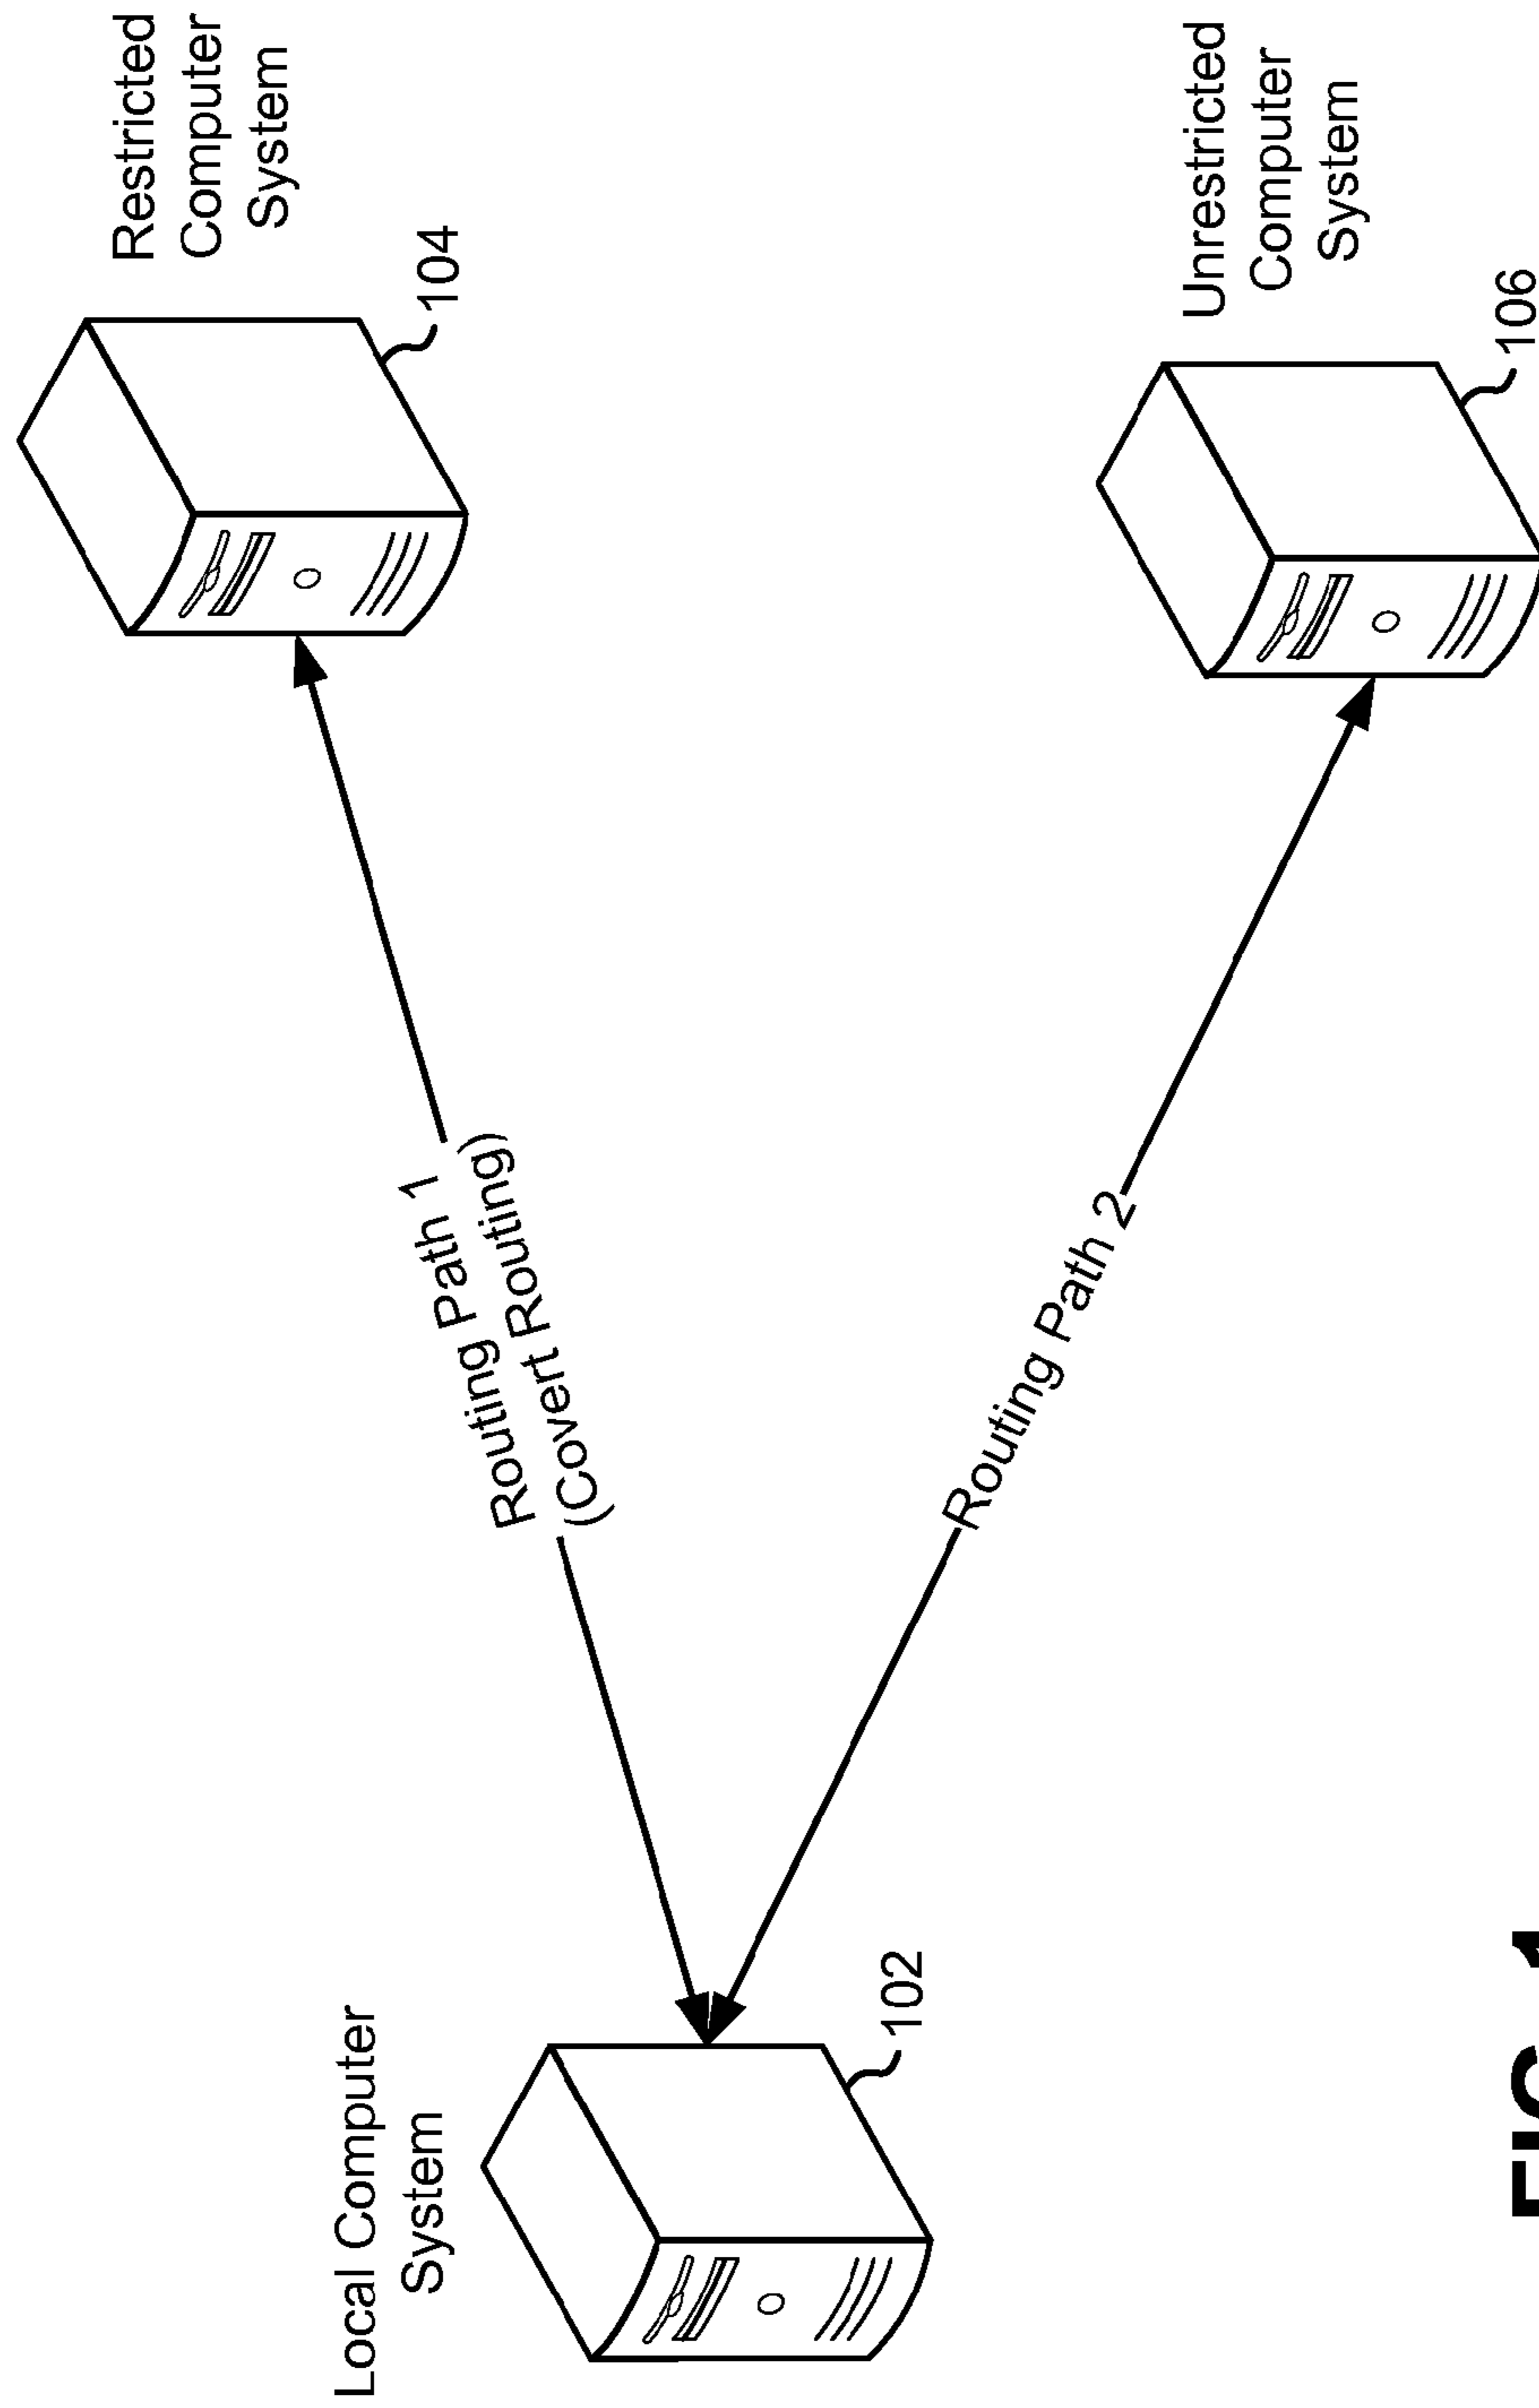 Local Computer
System
102
Routing Path 1
(Covert Routing)
Routing Path 2
Restricted
Computer
System
104
Unrestricted
Computer
System
106